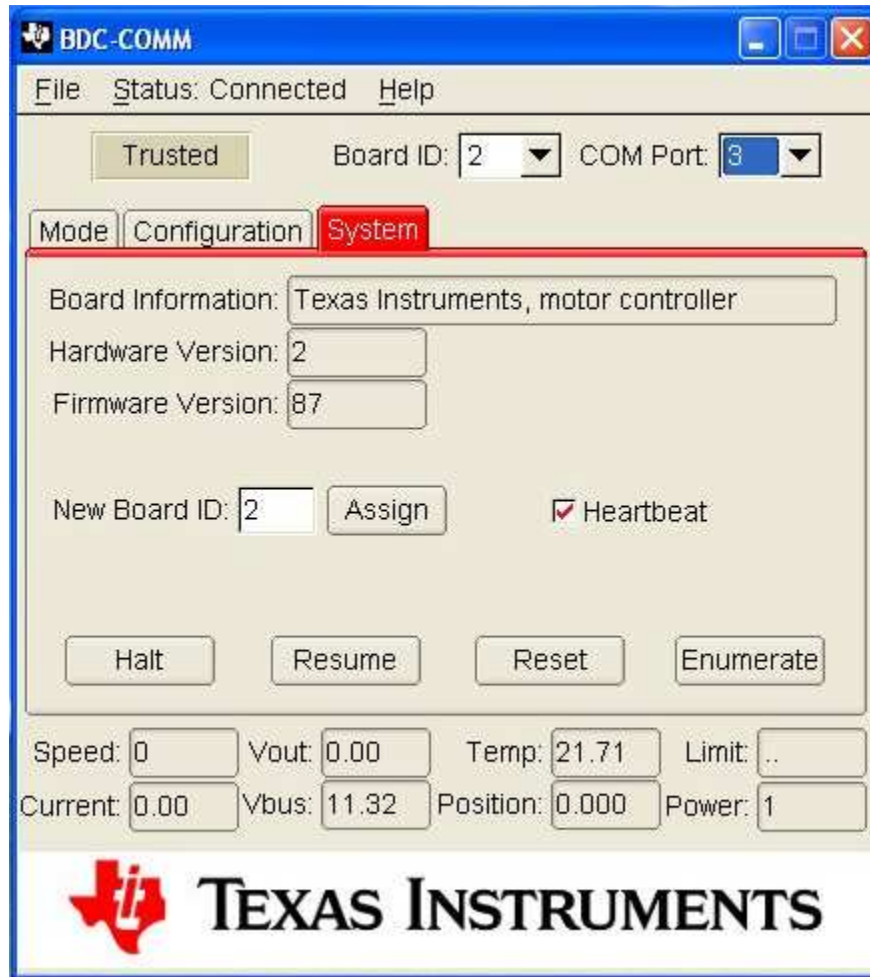 BDC-COMM
File Status: Connected Help
Trusted Board ID: 2 COM Port: 3
Mode Configuration System
Board Information: Texas Instruments, motor controller
Hardware Version: 2
Firmware Version: 87
New Board ID: 2 Assign Heartbeat
Halt Resume Reset Enumerate
Speed: 0 Vout: 0.00 Temp: 21.71 Limit: ..
Current: 0.00 Vbus: 11.32 Position: 0.000 Power: 1
TEXAS INSTRUMENTS